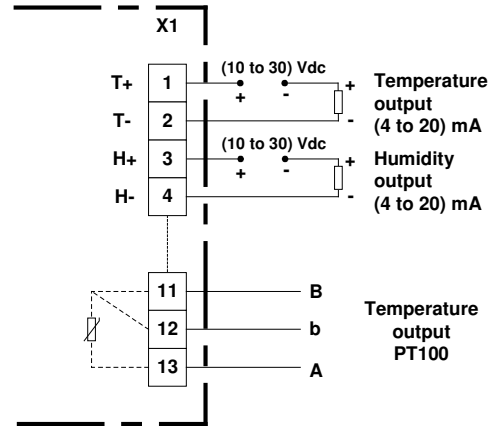 X1
(10 to 30) Vdc
T+ 1 + - + Temperature
output
T- 2 - (4 to 20) mA
(10 to 30) Vdc
H+ 3 + - + Humidity
output
H- 4 - (4 to 20) mA
11 B
12 b
13 A
Temperature
output
PT100